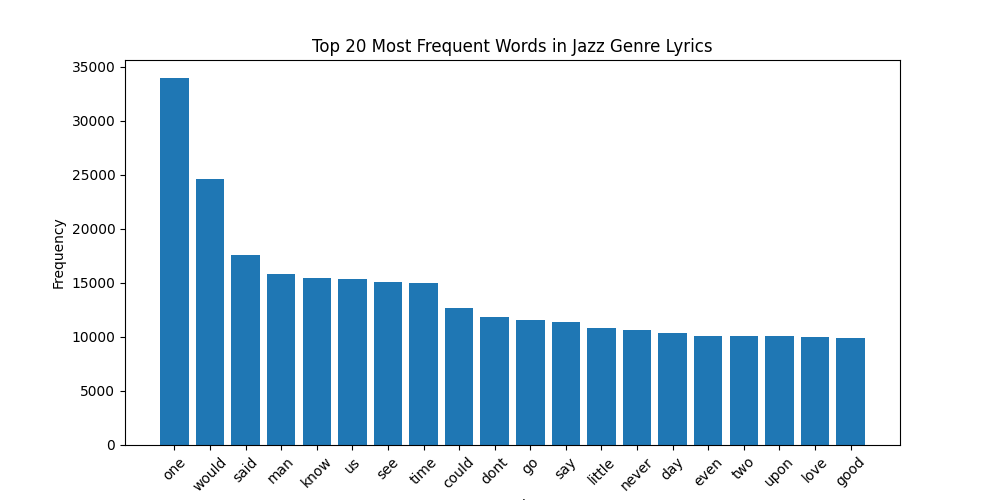 Top 20 Most Frequent Words in Jazz Genre Lyrics
35000
30000
25000
20000
15000
10000
5000
0
Frequency
one would said man know us see time could dont go say little never day even two upon love good